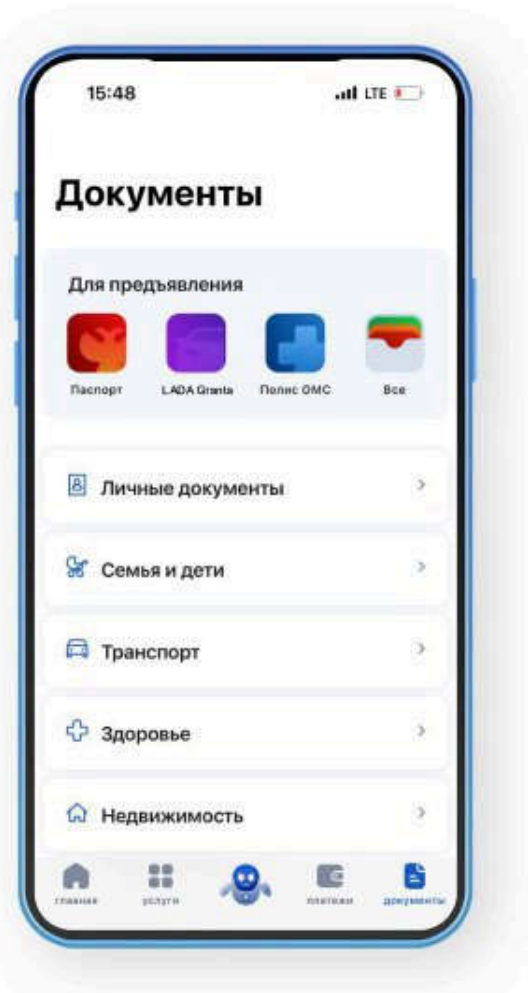 15:48
LTE
Документы
Для предъявления
Паспорт
LADA Granta
Полис ОМС
Все
Личные документы
Семья и дети
Транспорт
Здоровье
Недвижимость
главная
услуги
платежи
документы